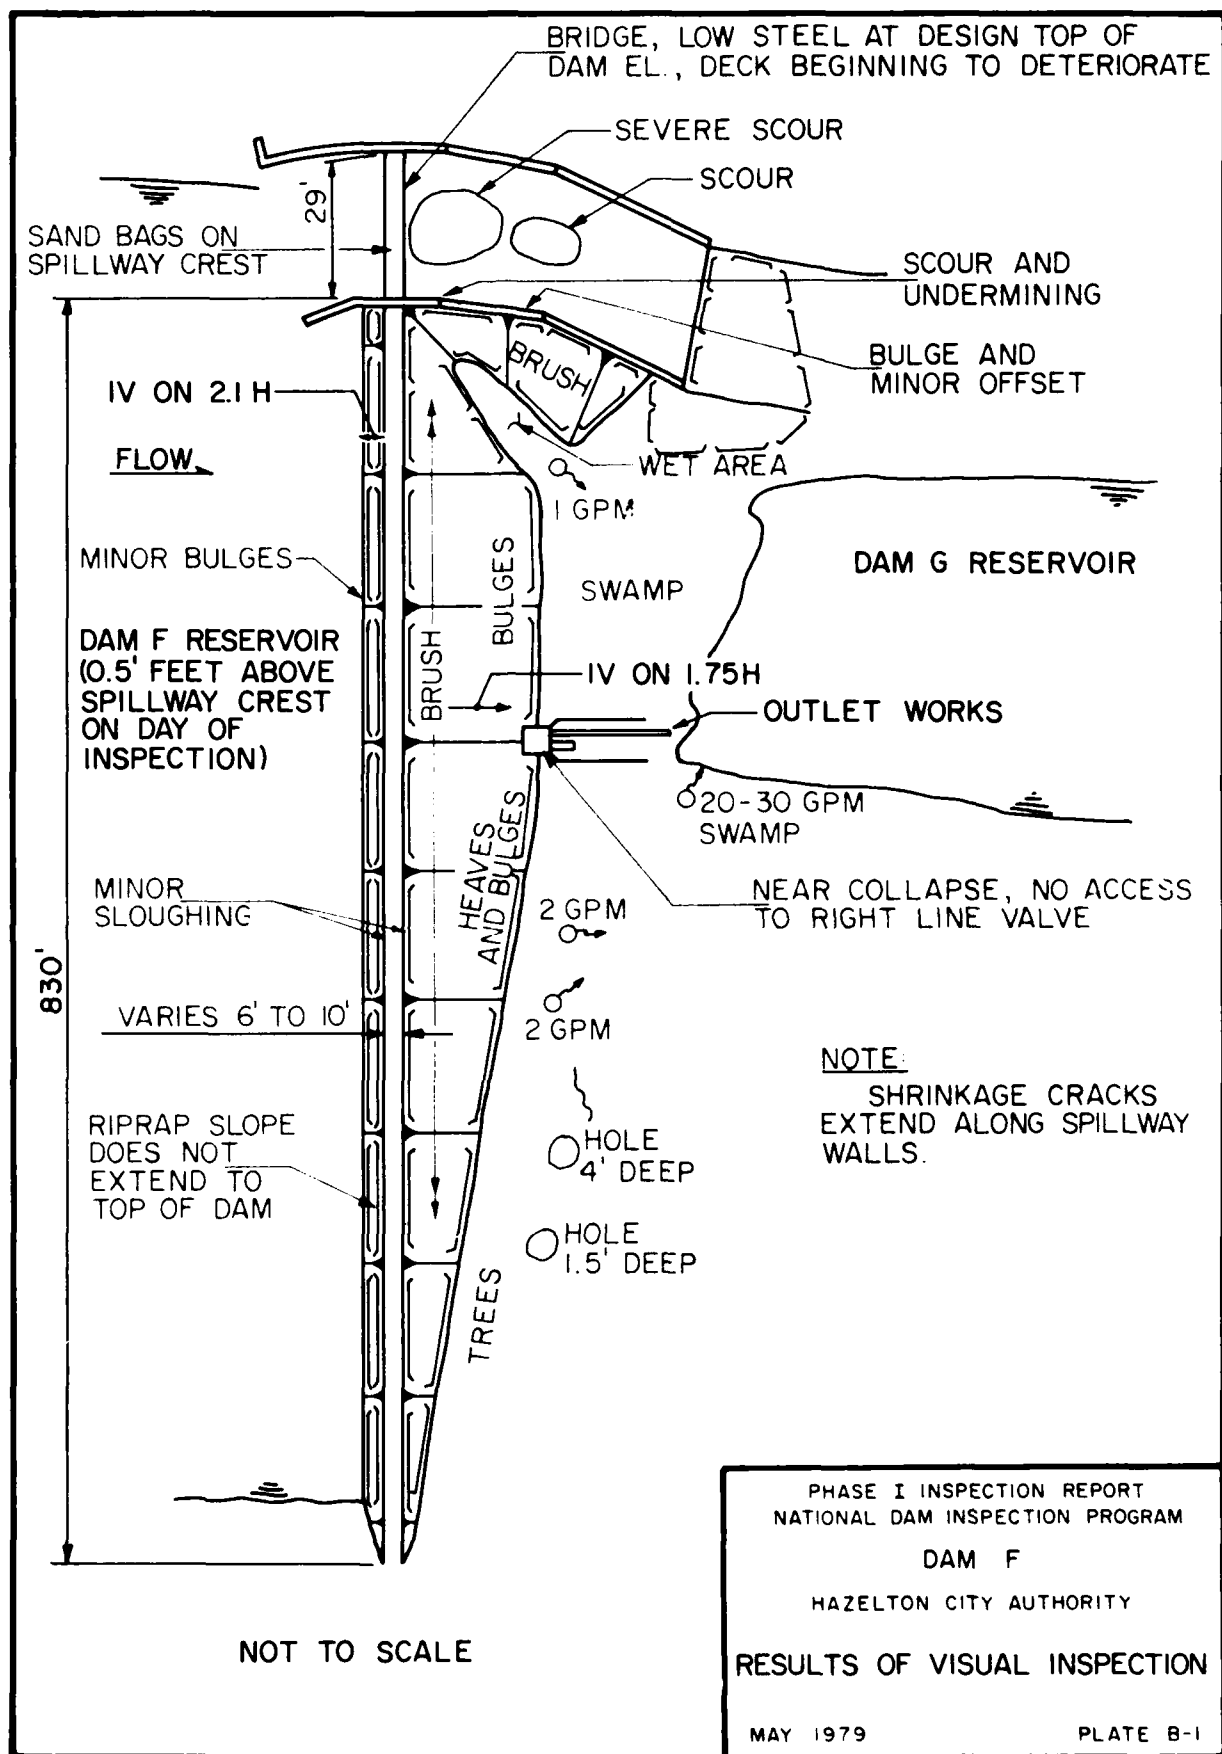 BRIDGE, LOW STEEL AT DESIGN TOP OF
DAM EL., DECK BEGINNING TO DETERIORATE
SEVERE SCOUR
SCOUR
29'
SAND BAGS ON
SPILLWAY CREST
SCOUR AND
UNDERMINING
BULGE AND
MINOR OFFSET
BRUSH
1V ON 2.1 H
FLOW
WET AREA
1 GPM
MINOR BULGES
BULGES
SWAMP
DAM G RESERVOIR
DAM F RESERVOIR
(0.5' FEET ABOVE
SPILLWAY CREST
ON DAY OF
INSPECTION)
BRUSH
1V ON 1.75H
OUTLET WORKS
20-30 GPM
SWAMP
HEAVES
AND BULGES
MINOR
SLOUGHING
2 GPM
NEAR COLLAPSE, NO ACCESS
TO RIGHT LINE VALVE
830'
VARIES 6' TO 10'
2 GPM
NOTE:
SHRINKAGE CRACKS
EXTEND ALONG SPILLWAY
WALLS.
RIPRAP SLOPE
DOES NOT
EXTEND TO
TOP OF DAM
HOLE
4' DEEP
HOLE
1.5' DEEP
TREES
NOT TO SCALE
PHASE I INSPECTION REPORT
NATIONAL DAM INSPECTION PROGRAM
DAM F
HAZELTON CITY AUTHORITY
RESULTS OF VISUAL INSPECTION
MAY 1979
PLATE B-1